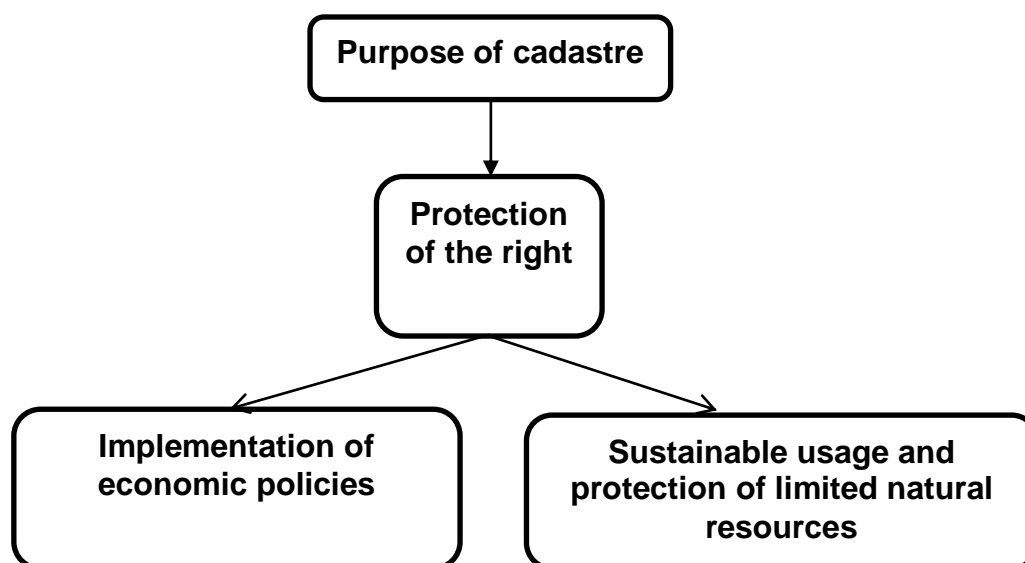 Purpose of cadastre
Protection
of the right
Implementation of
economic policies
Sustainable usage and
protection of limited natural
resources